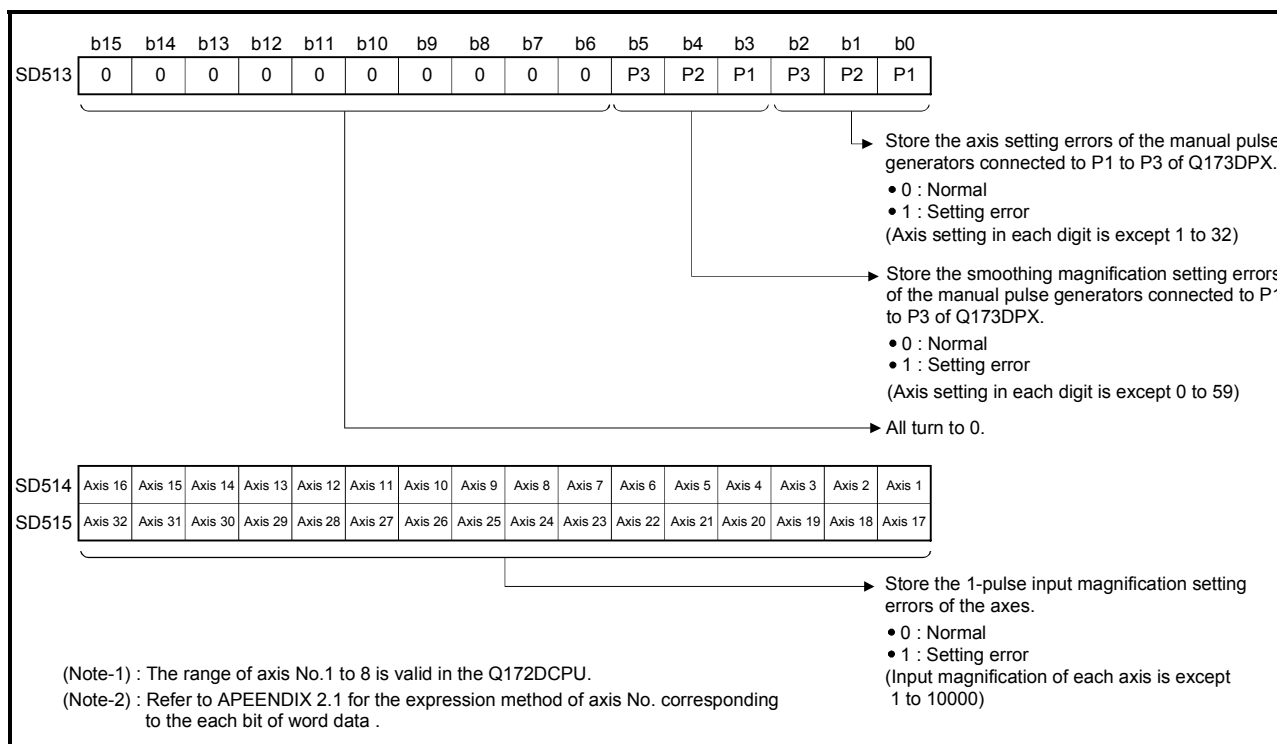 b15 b14 b13 b12 b11 b10 b9 b8 b7 b6 b5 b4 b3 b2 b1 b0
SD513 0 0 0 0 0 0 0 0 0 0 P3 P2 P1 P3 P2 P1
Store the axis setting errors of the manual pulse
generators connected to P1 to P3 of Q173DPX.
• 0 : Normal
• 1 : Setting error
(Axis setting in each digit is except 1 to 32)
Store the smoothing magnification setting errors
of the manual pulse generators connected to P1
to P3 of Q173DPX.
• 0 : Normal
• 1 : Setting error
(Axis setting in each digit is except 0 to 59)
All turn to 0.
SD514 Axis 16 Axis 15 Axis 14 Axis 13 Axis 12 Axis 11 Axis 10 Axis 9 Axis 8 Axis 7 Axis 6 Axis 5 Axis 4 Axis 3 Axis 2 Axis 1
SD515 Axis 32 Axis 31 Axis 30 Axis 29 Axis 28 Axis 27 Axis 26 Axis 25 Axis 24 Axis 23 Axis 22 Axis 21 Axis 20 Axis 19 Axis 18 Axis 17
Store the 1-pulse input magnification setting
errors of the axes.
• 0 : Normal
• 1 : Setting error
(Input magnification of each axis is except
1 to 10000)
(Note-1) : The range of axis No.1 to 8 is valid in the Q172DCPU.
(Note-2) : Refer to APEENDIX 2.1 for the expression method of axis No. corresponding
to the each bit of word data .